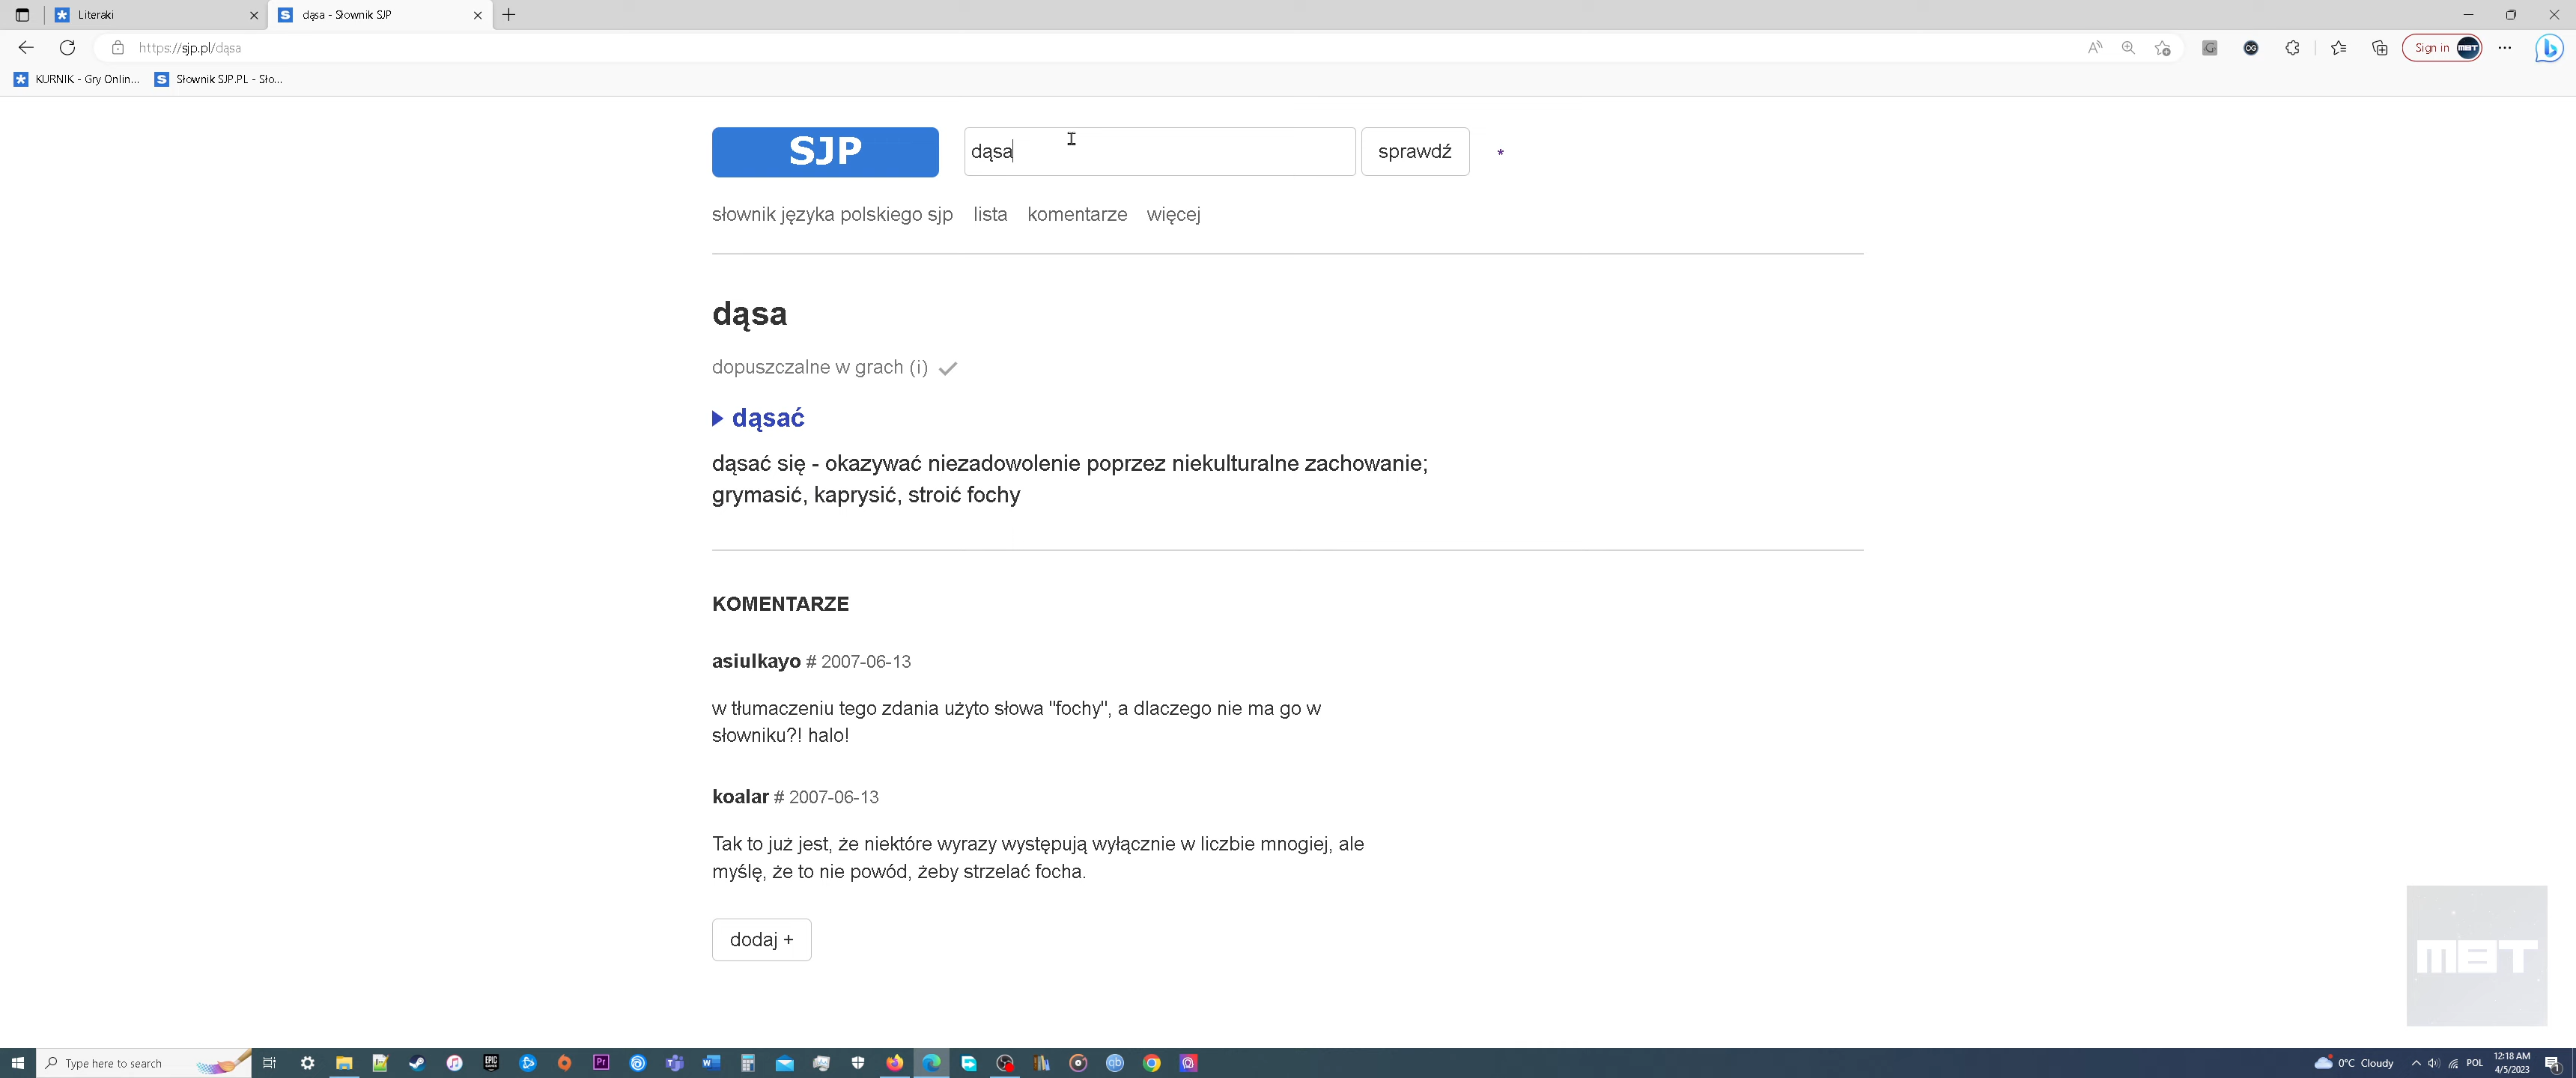 Literaki
dąsa - Słownik SJP
https://sjp.pl/dąsa
Sign in
KURNIK - Gry Onlin...
Słownik SJP.PL - Sło...
SJP
dąsa
sprawdź
*
słownik języka polskiego sjp lista komentarze więcej
dąsa
dopuszczalne w grach (i)
dąsać
dąsać się - okazywać niezadowolenie poprzez niekulturalne zachowanie;
grymasić, kaprysić, stroić fochy
KOMENTARZE
asiulkayo # 2007-06-13
w tłumaczeniu tego zdania użyto słowa "fochy", a dlaczego nie ma go w
słowniku?! halo!
koalar # 2007-06-13
Tak to już jest, że niektóre wyrazy występują wyłącznie w liczbie mnogiej, ale
myślę, że to nie powód, żeby strzelać focha.
dodaj +
MBT
Type here to search
0°C Cloudy
POL
12:18 AM
4/5/2023